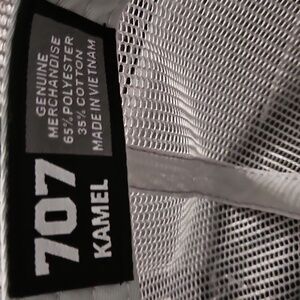 GENUINE
MERCHANDISE
65% POLYESTER
35% COTTON
MADE IN VIETNAM
707
KAMEL